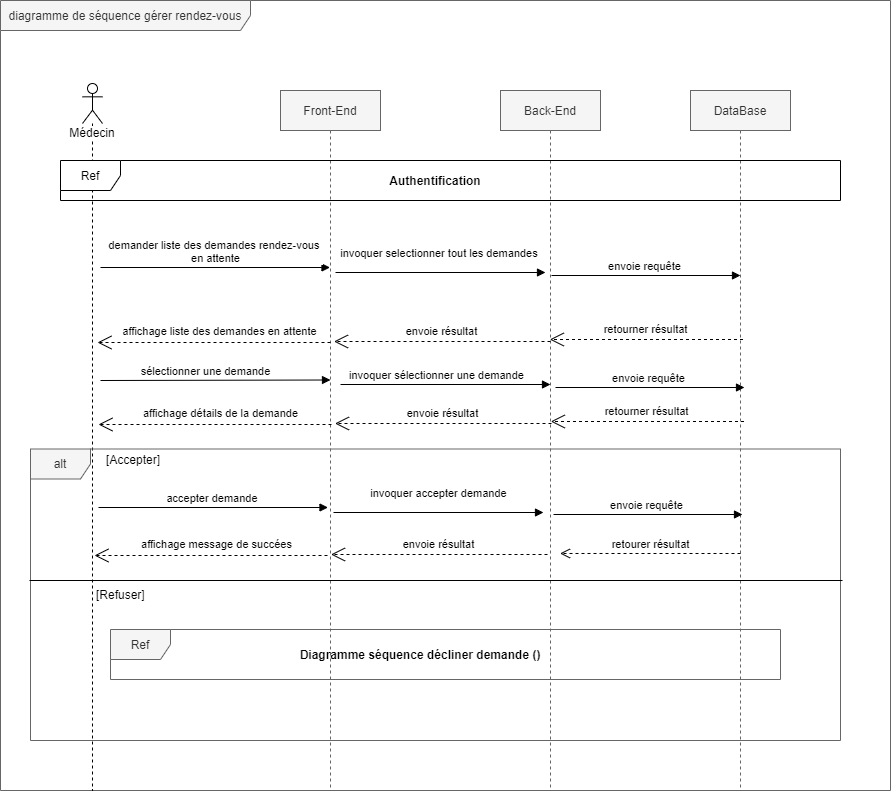 diagramme de séquence gérer rendez-vous
Médecin
Front-End
Back-End
DataBase
Ref
Authentification
demander liste des demandes rendez-vous
en attente
invoquer selectionner tout les demandes
envoie requête
affichage liste des demandes en attente
envoie résultat
retourner résultat
sélectionner une demande
invoquer sélectionner une demande
envoie requête
affichage détails de la demande
envoie résultat
retourner résultat
alt
[Accepter]
accepter demande
invoquer accepter demande
envoie requête
affichage message de succées
envoie résultat
retourer résultat
[Refuser]
Ref
Diagramme séquence décliner demande ()